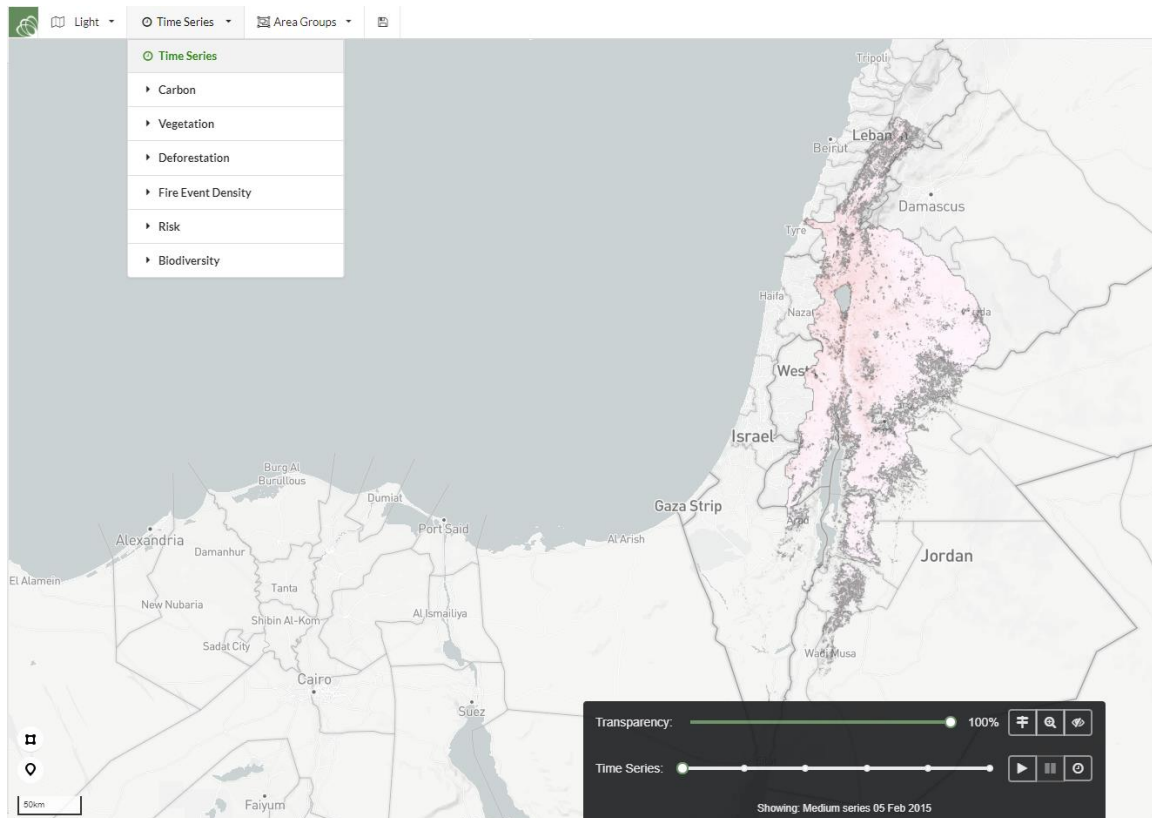 Light
Time Series
Area Groups
Time Series
Carbon
Vegetation
Deforestation
Fire Event Density
Risk
Biodiversity
Tripoli
Beirut
Damascus
Tyre
Haifa
Israel
Gaza Strip
Jordan
Wadi Musa
Burg Al
Burullous
Dumiat
Port Said
Al Arish
Alexandria
Damanhur
El Alamein
Tanta
New Nubaria
Al Ismailiya
Shibin Al-Kom
Sadat City
Cairo
Suez
Faiyum
50km
Transparency:
100%
Time Series:
Showing: Medium series 05 Feb 2015